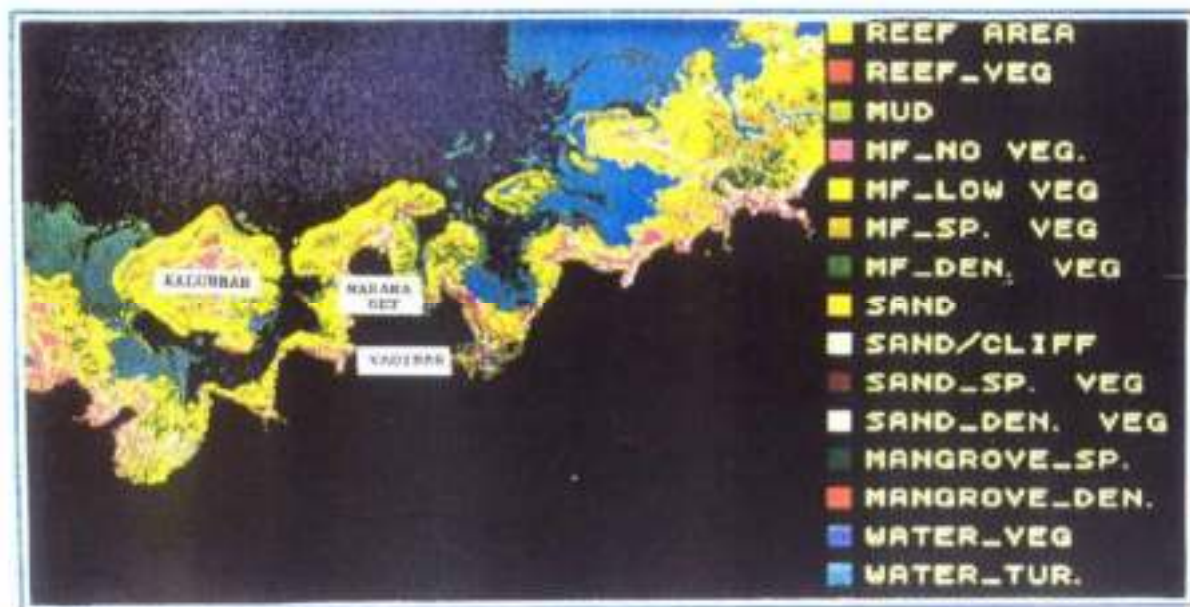 REEF AREA
REEF_VEG
MUD
MF_NO VEG.
MF_LOW VEG
MF_SP. VEG
MF_DEN. VEG
SAND
SAND/CLIFF
SAND_SP. VEG
SAND_DEN. VEG
MANGROVE_SP.
MANGROVE_DEN.
WATER_VEG
WATER_TUR.
KALUBHAR
NARARA
BET